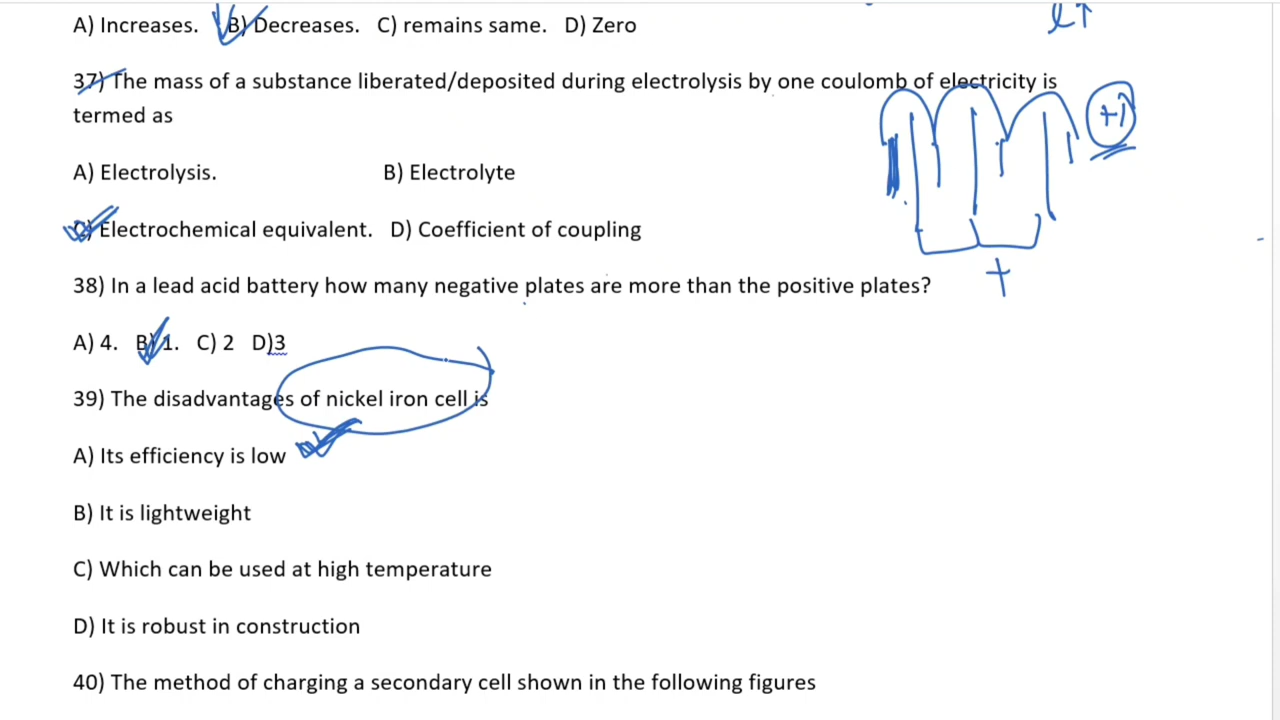 A) Increases. B) Decreases. C) remains same. D) Zero
l↑
37) The mass of a substance liberated/deposited during electrolysis by one coulomb of electricity is
termed as
A) Electrolysis. B) Electrolyte
C) Electrochemical equivalent. D) Coefficient of coupling
+
38) In a lead acid battery how many negative plates are more than the positive plates?
A) 4. B) 1. C) 2 D)3
39) The disadvantages of nickel iron cell is
A) Its efficiency is low
B) It is lightweight
C) Which can be used at high temperature
D) It is robust in construction
40) The method of charging a secondary cell shown in the following figures